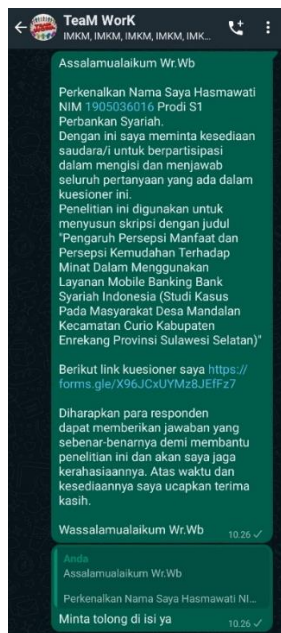 TeaM WorK
IMKM, IMKM, IMKM, IMKM, IMK...
Assalamualaikum Wr.Wb
Perkenalkan Nama Saya Hasmawati
NIM 1905036016 Prodi S1
Perbankan Syariah.
Dengan ini saya meminta kesediaan
saudara/i untuk berpartisipasi
dalam mengisi dan menjawab
seluruh pertanyaan yang ada dalam
kuesioner ini.
Penelitian ini digunakan untuk
menyusun skripsi dengan judul
"Pengaruh Persepsi Manfaat dan
Persepsi Kemudahan Terhadap
Minat Dalam Menggunakan
Layanan Mobile Banking Bank
Syariah Indonesia (Studi Kasus
Pada Masyarakat Desa Mandalan
Kecamatan Curio Kabupaten
Enrekang Provinsi Sulawesi Selatan)"
Berikut link kuesioner saya https://
forms.gle/X96JCxUYMz8JEfFz7
Diharapkan para responden
dapat memberikan jawaban yang
sebenar-benarnya demi membantu
penelitian ini dan akan saya jaga
kerahasiaannya. Atas waktu dan
kesediaannya saya ucapkan terima
kasih.
Wassalamualaikum Wr.Wb
10.26
Anda
Assalamualaikum Wr.Wb
Perkenalkan Nama Saya Hasmawati NI...
Minta tolong di isi ya
10.26